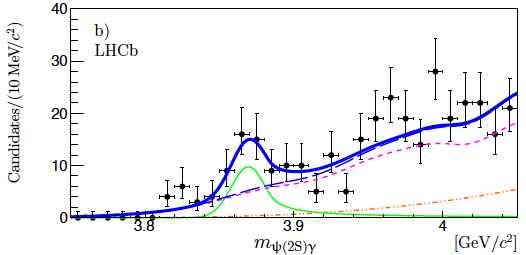 40
30
20
10
0
Candidates/(10 MeV/c²)
b)
LHCb
3.8
3.9
4
m_ψ(2S)γ
[GeV/c²]